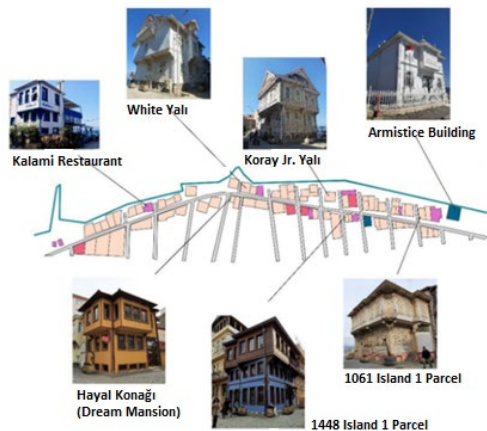 White Yalı
Armistice Building
Kalami Restaurant
Koray Jr. Yalı
1061 Island 1 Parcel
Hayal Konağı
(Dream Mansion)
1448 Island 1 Parcel